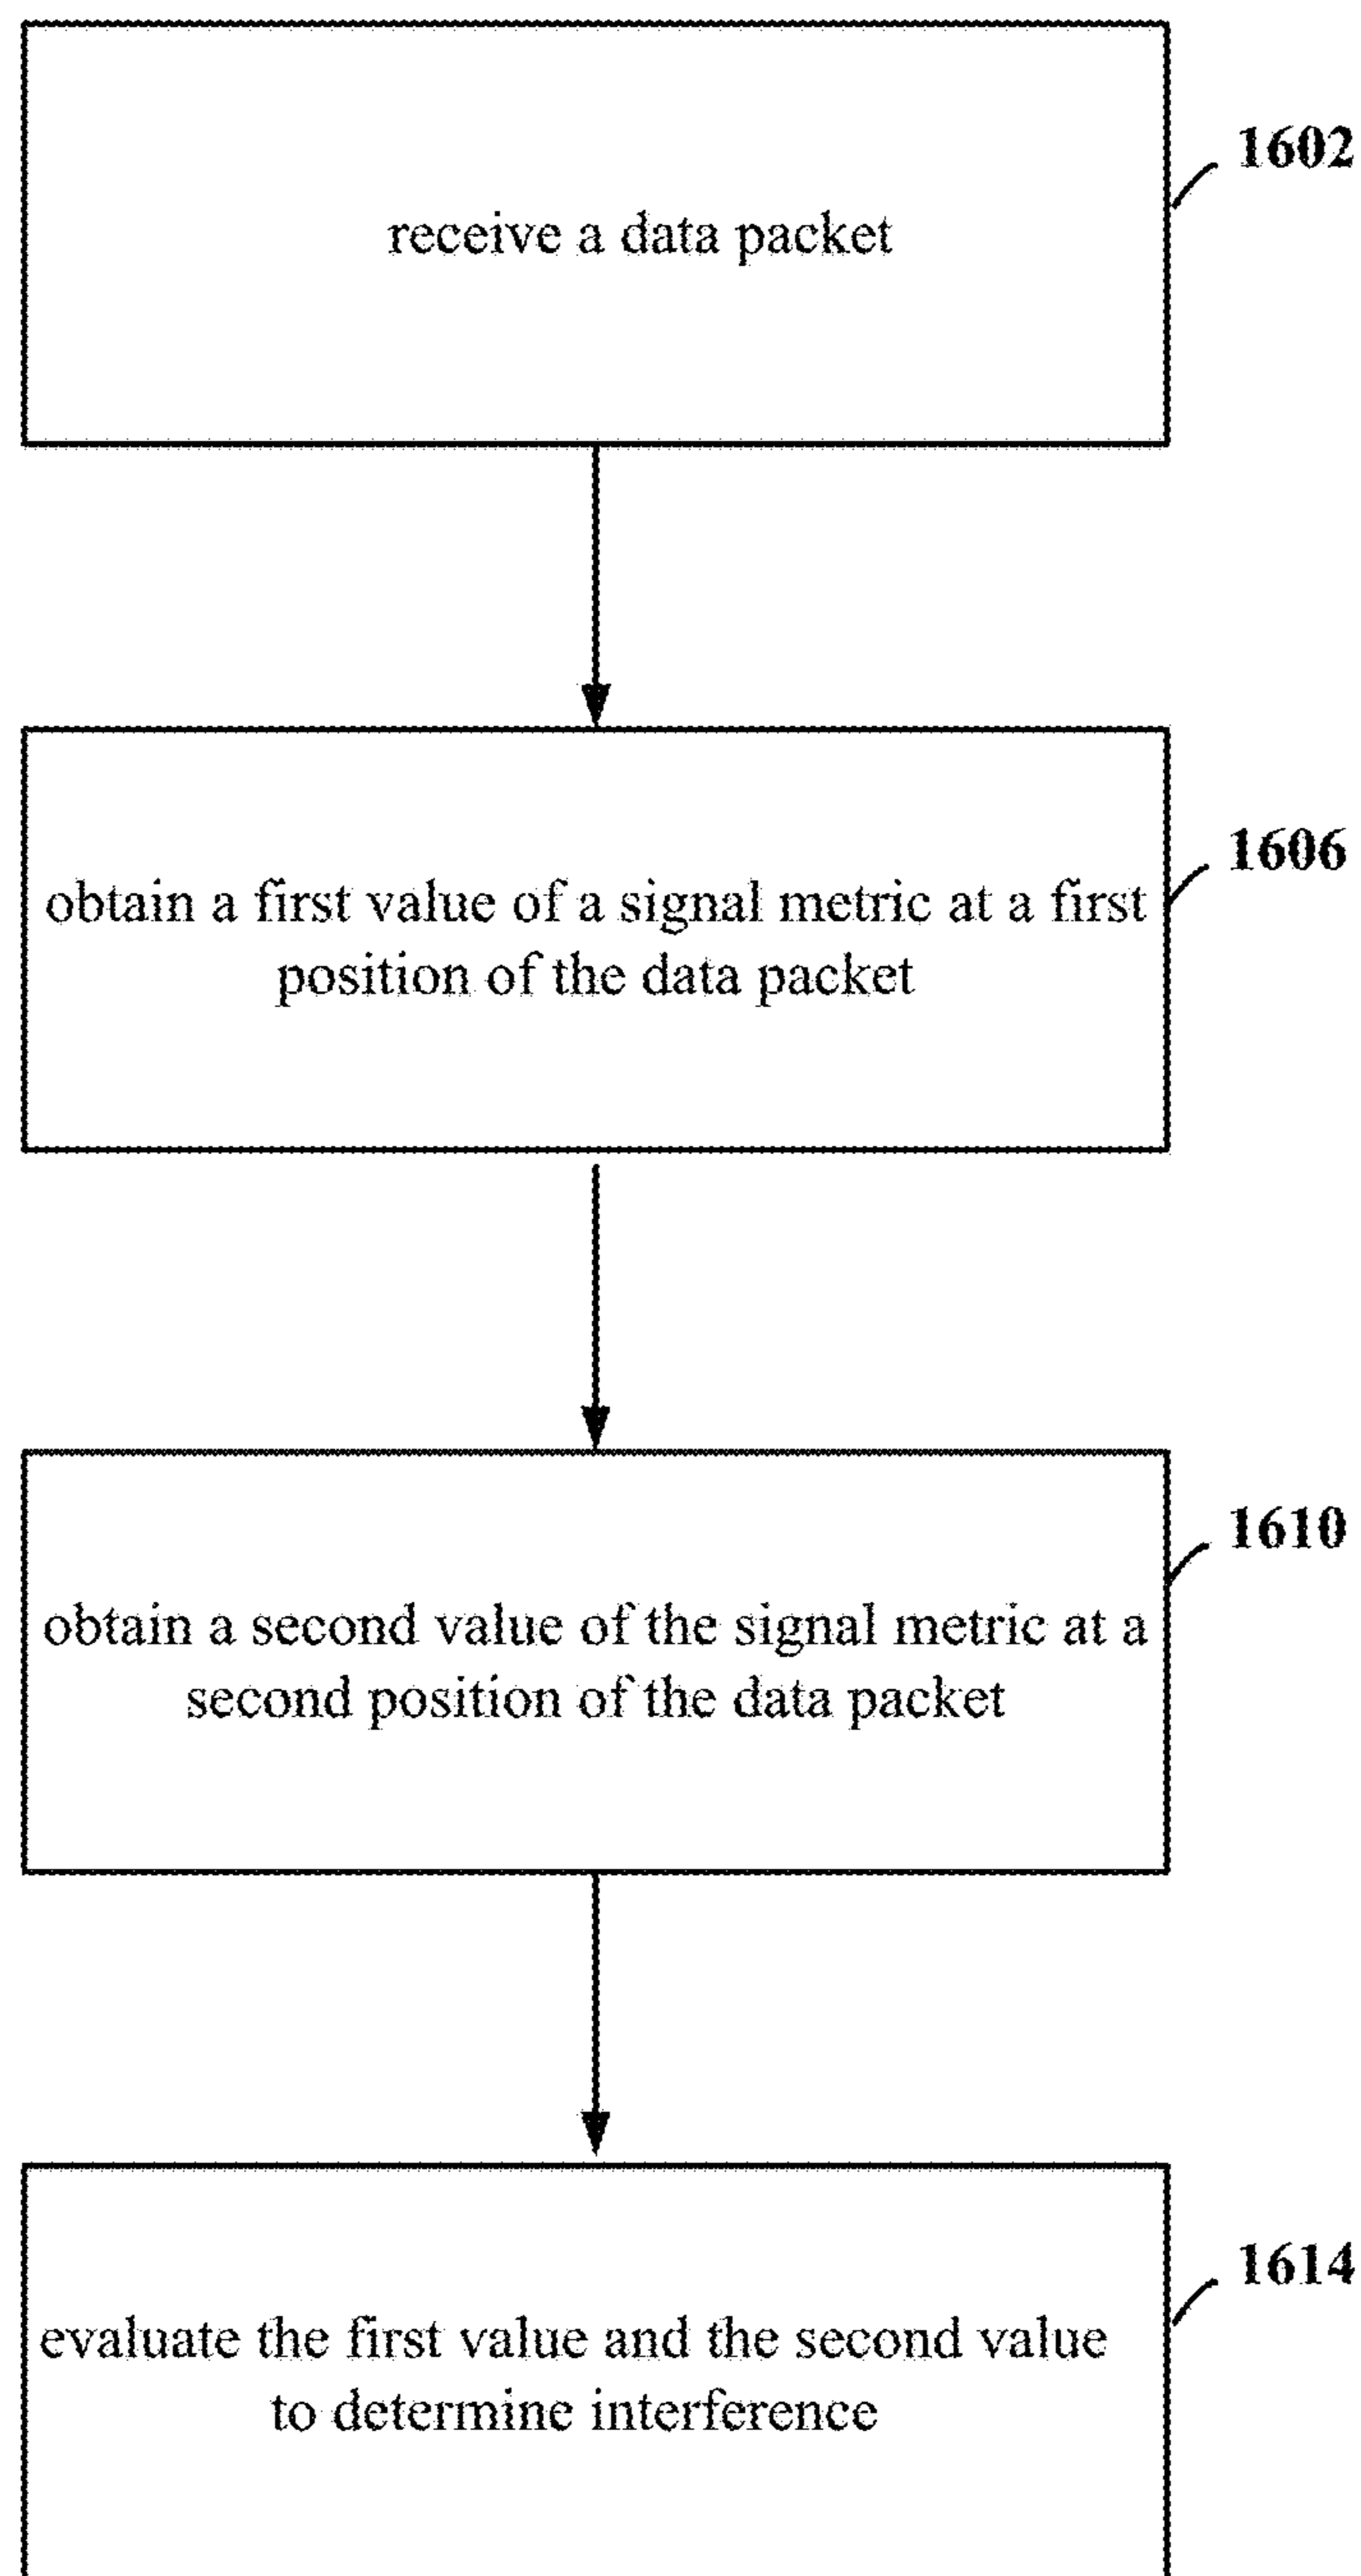 receive a data packet
1602
obtain a first value of a signal metric at a first
position of the data packet
1606
obtain a second value of the signal metric at a
second position of the data packet
1610
evaluate the first value and the second value
to determine interference
1614